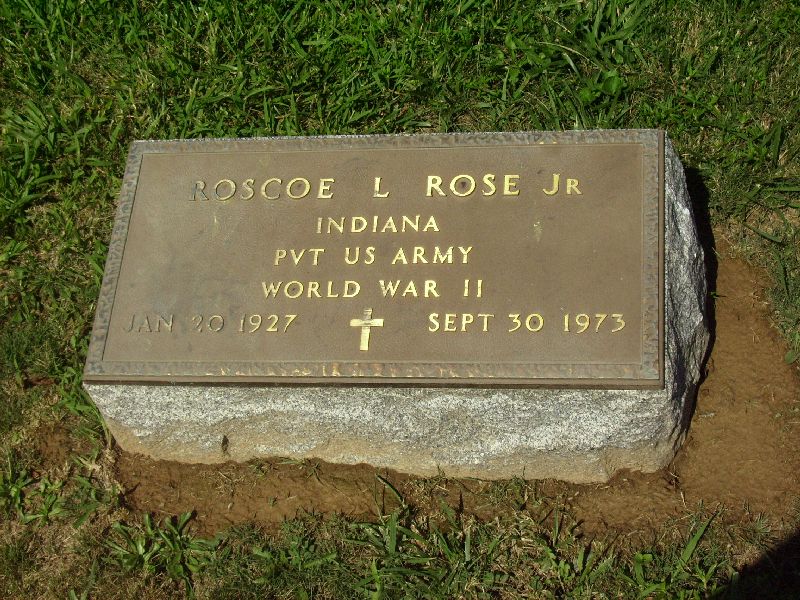 ROSCOE L ROSE JR
INDIANA
PVT US ARMY
WORLD WAR II
JAN 20 1927 SEPT 30 1973